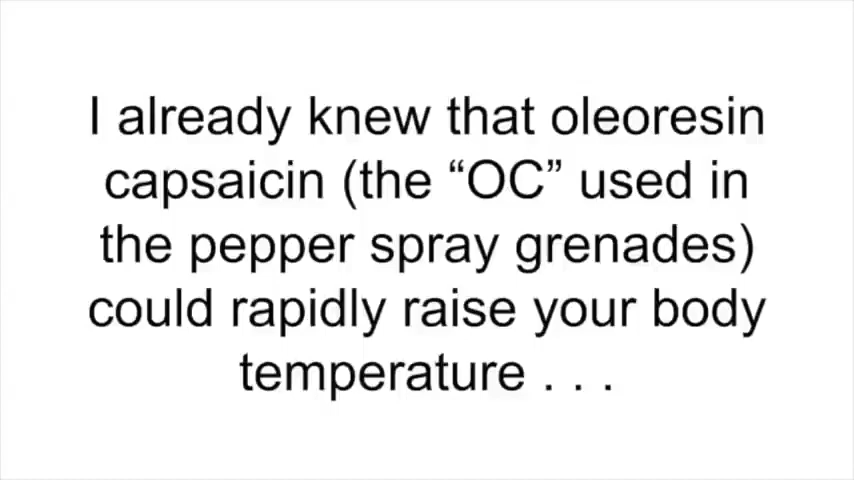 I already knew that oleoresin
capsaicin (the “OC” used in
the pepper spray grenades)
could rapidly raise your body
temperature . . .